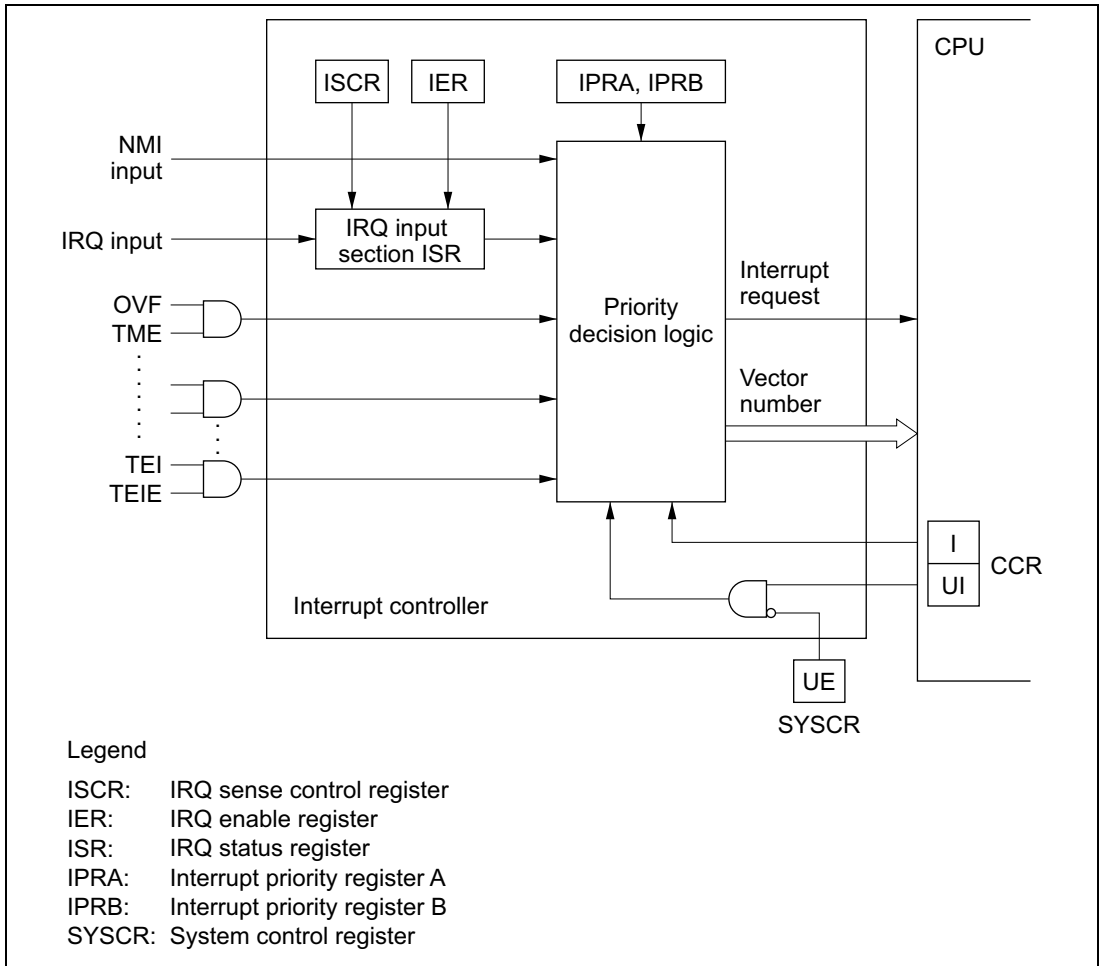 CPU
ISCR
IER
IPRA, IPRB
NMI
input
IRQ input
IRQ input
section ISR
OVF
TME
TEI
TEIE
Priority
decision logic
Interrupt
request
Vector
number
I
UI
CCR
Interrupt controller
UE
SYSCR
Legend
ISCR: IRQ sense control register
IER: IRQ enable register
ISR: IRQ status register
IPRA: Interrupt priority register A
IPRB: Interrupt priority register B
SYSCR: System control register